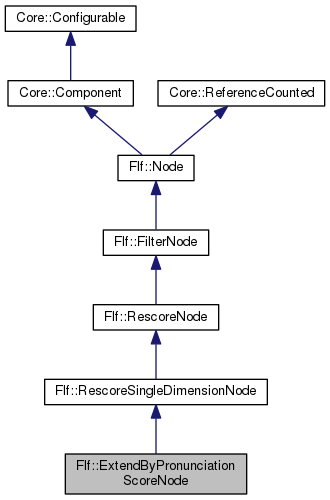 Core::Configurable
Core::Component
Core::ReferenceCounted
Flf::Node
Flf::FilterNode
Flf::RescoreNode
Flf::RescoreSingleDimensionNode
Flf::ExtendByPronunciation
ScoreNode